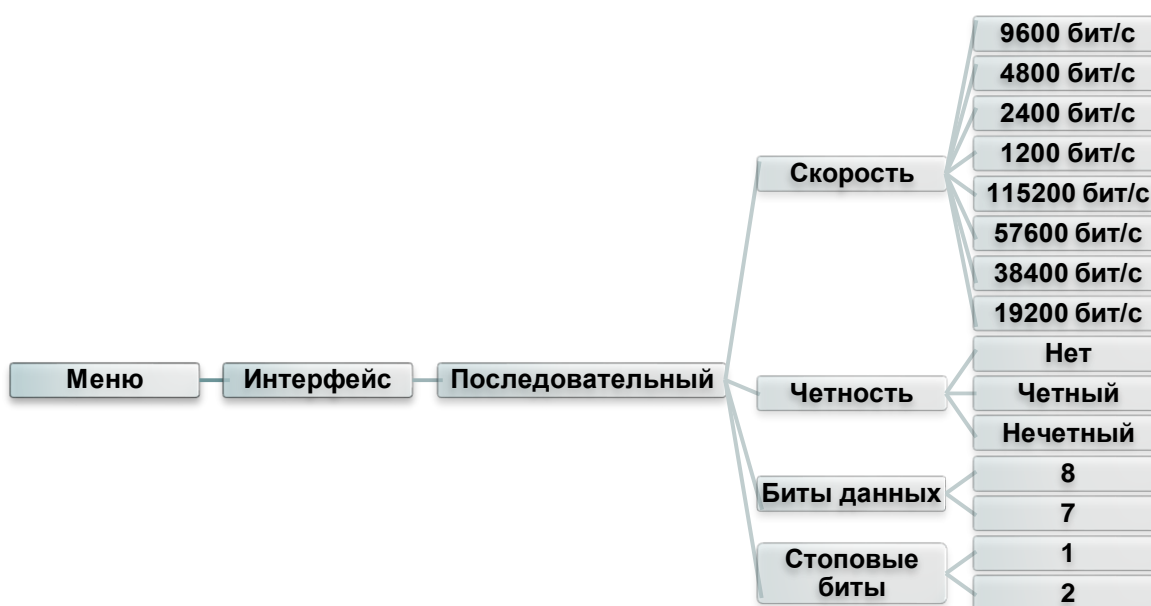 9600 бит/с
4800 бит/с
2400 бит/с
1200 бит/с
115200 бит/с
57600 бит/с
38400 бит/с
19200 бит/с
Скорость
Меню
Интерфейс
Последовательный
Четность
Нет
Четный
Нечетный
Биты данных
8
7
Стоповые
биты
1
2